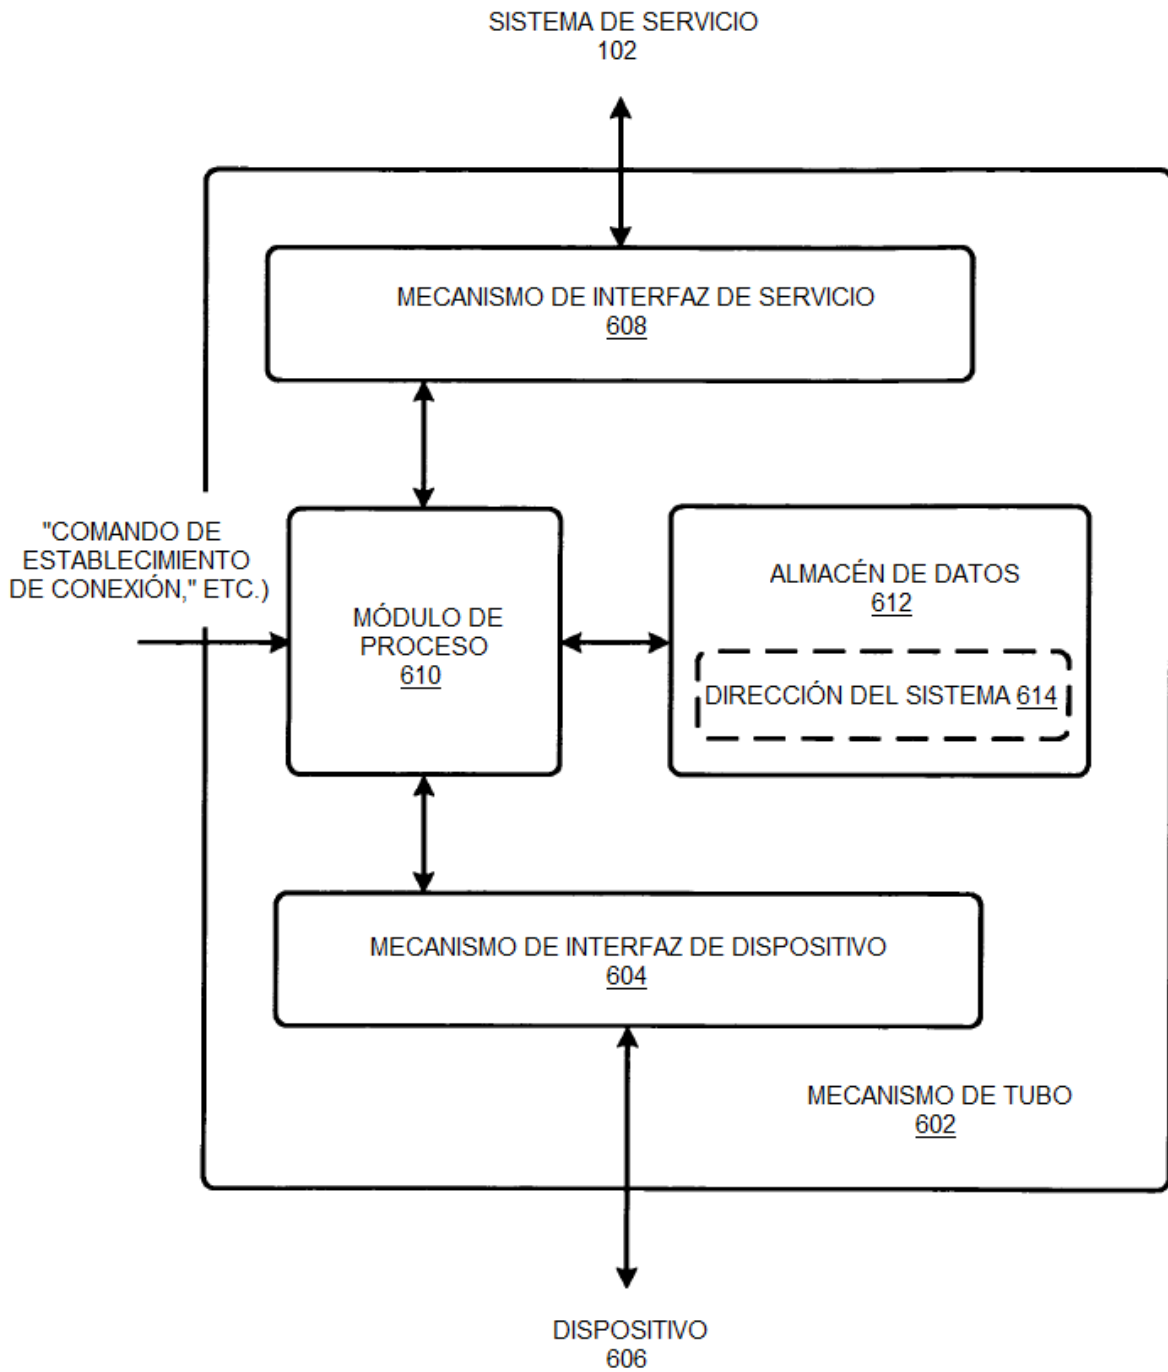 SISTEMA DE SERVICIO
102
MECANISMO DE INTERFAZ DE SERVICIO
608
"COMANDO DE
ESTABLECIMIENTO
DE CONEXIÓN," ETC.)
MÓDULO DE
PROCESO
610
ALMACÉN DE DATOS
612
DIRECCIÓN DEL SISTEMA 614
MECANISMO DE INTERFAZ DE DISPOSITIVO
604
MECANISMO DE TUBO
602
DISPOSITIVO
606